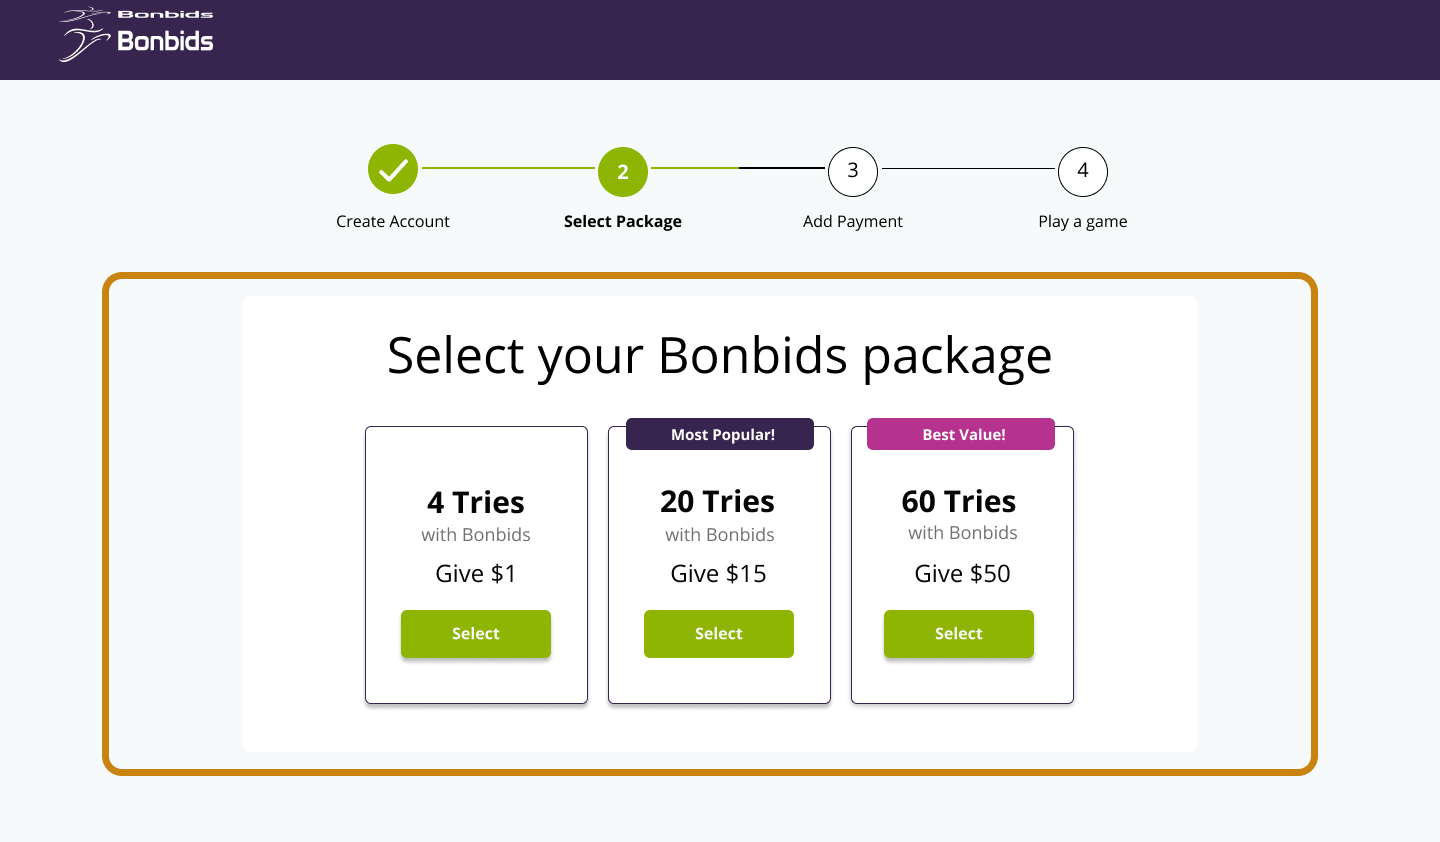 Bonbids
Bonbids
2
3
4
Create Account
Select Package
Add Payment
Play a game
Select your Bonbids package
Most Popular!
Best Value!
4 Tries
with Bonbids
Give $1
Select
20 Tries
with Bonbids
Give $15
Select
60 Tries
with Bonbids
Give $50
Select